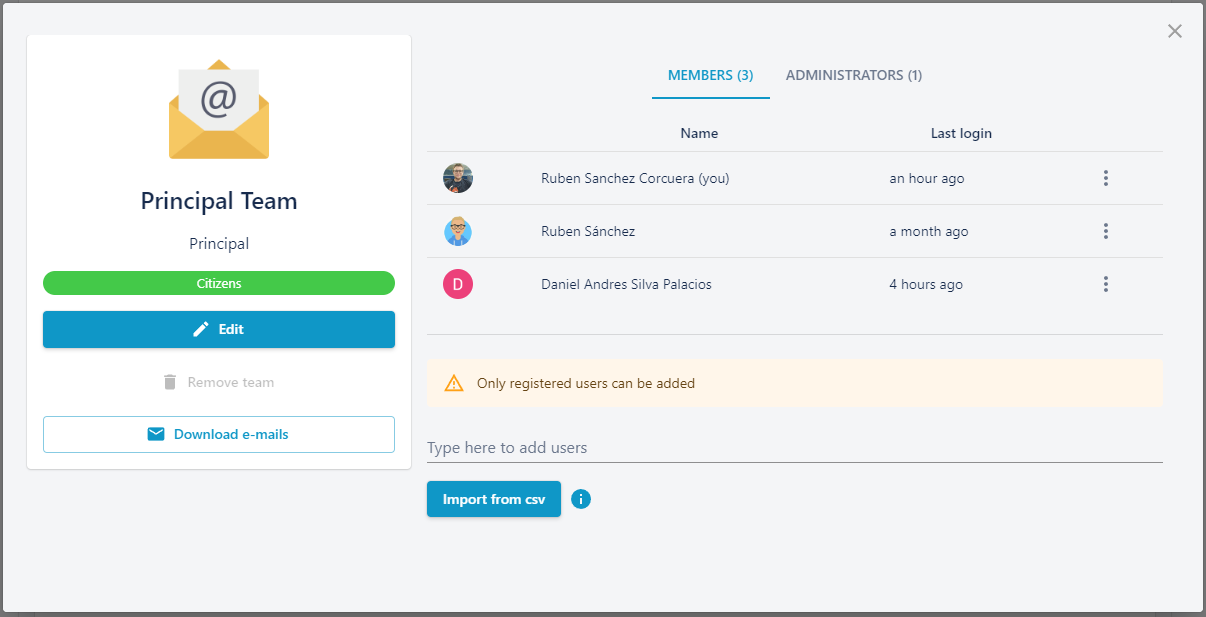 @
Principal Team
Principal
Citizens
Edit
Remove team
Download e-mails
MEMBERS (3) ADMINISTRATORS (1)
Name Last login
Ruben Sanchez Corcuera (you) an hour ago
Ruben Sánchez a month ago
D Daniel Andres Silva Palacios 4 hours ago
Only registered users can be added
Type here to add users
Import from csv i